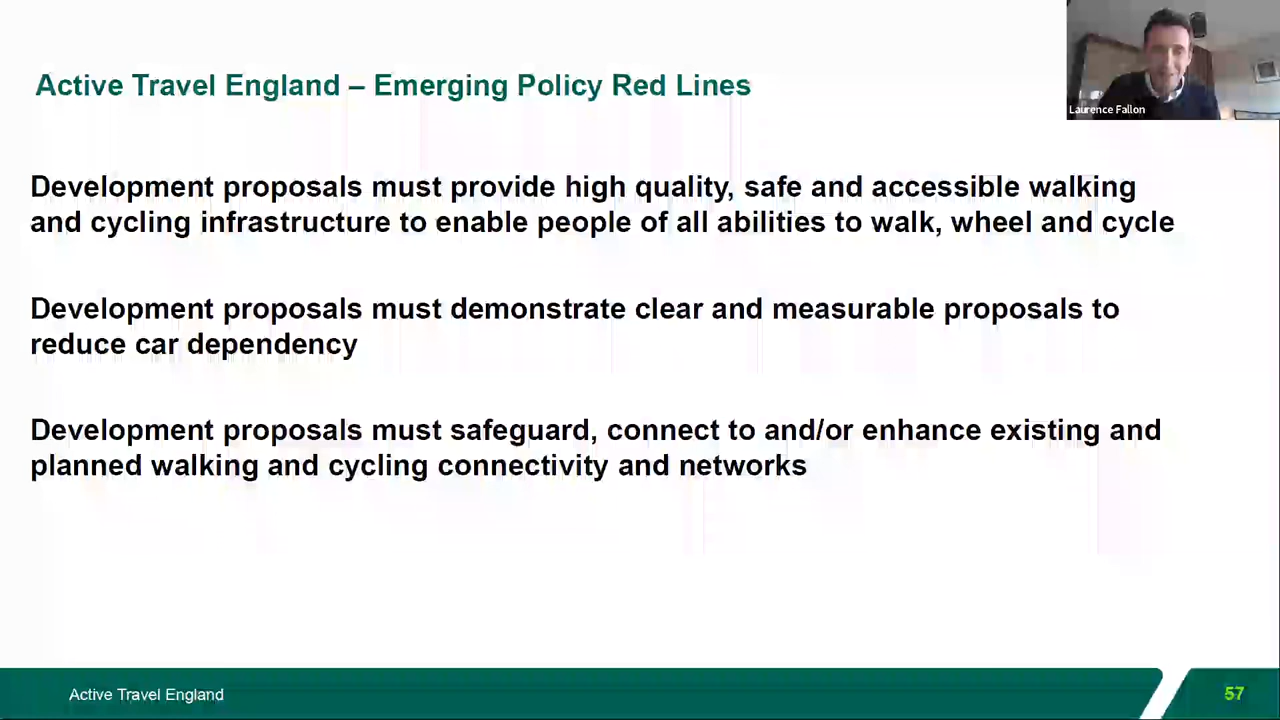 Active Travel England – Emerging Policy Red Lines
Laurence Fallon
Development proposals must provide high quality, safe and accessible walking
and cycling infrastructure to enable people of all abilities to walk, wheel and cycle
Development proposals must demonstrate clear and measurable proposals to
reduce car dependency
Development proposals must safeguard, connect to and/or enhance existing and
planned walking and cycling connectivity and networks
Active Travel England
57